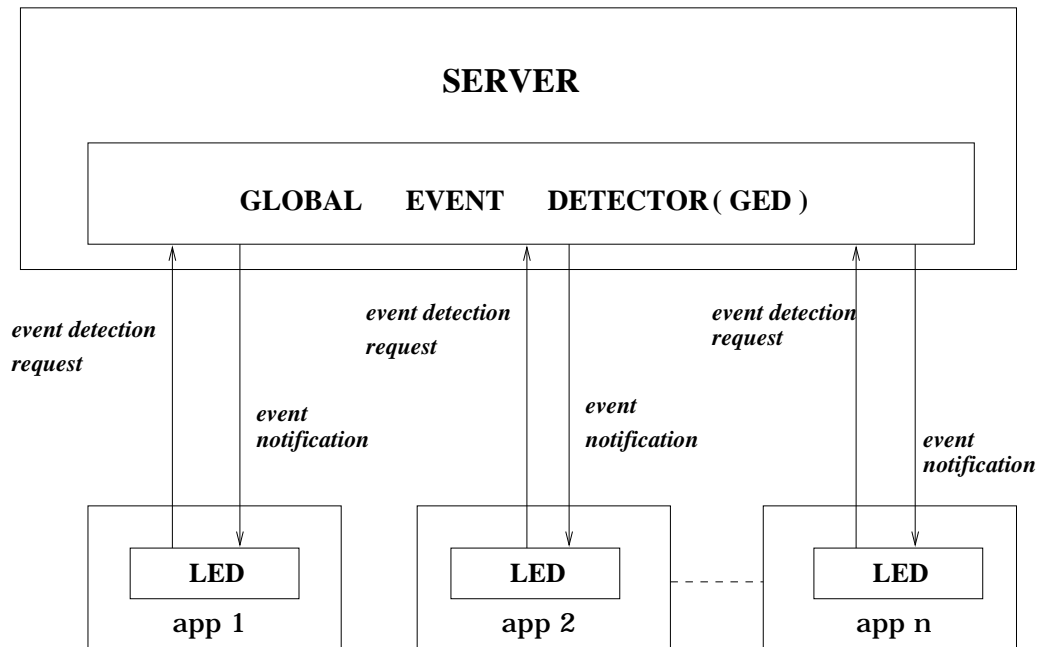 SERVER
GLOBAL EVENT DETECTOR ( GED )
event detection
request
event
notification
event detection
request
event
notification
event detection
request
event
notification
LED
app 1
LED
app 2
LED
app n